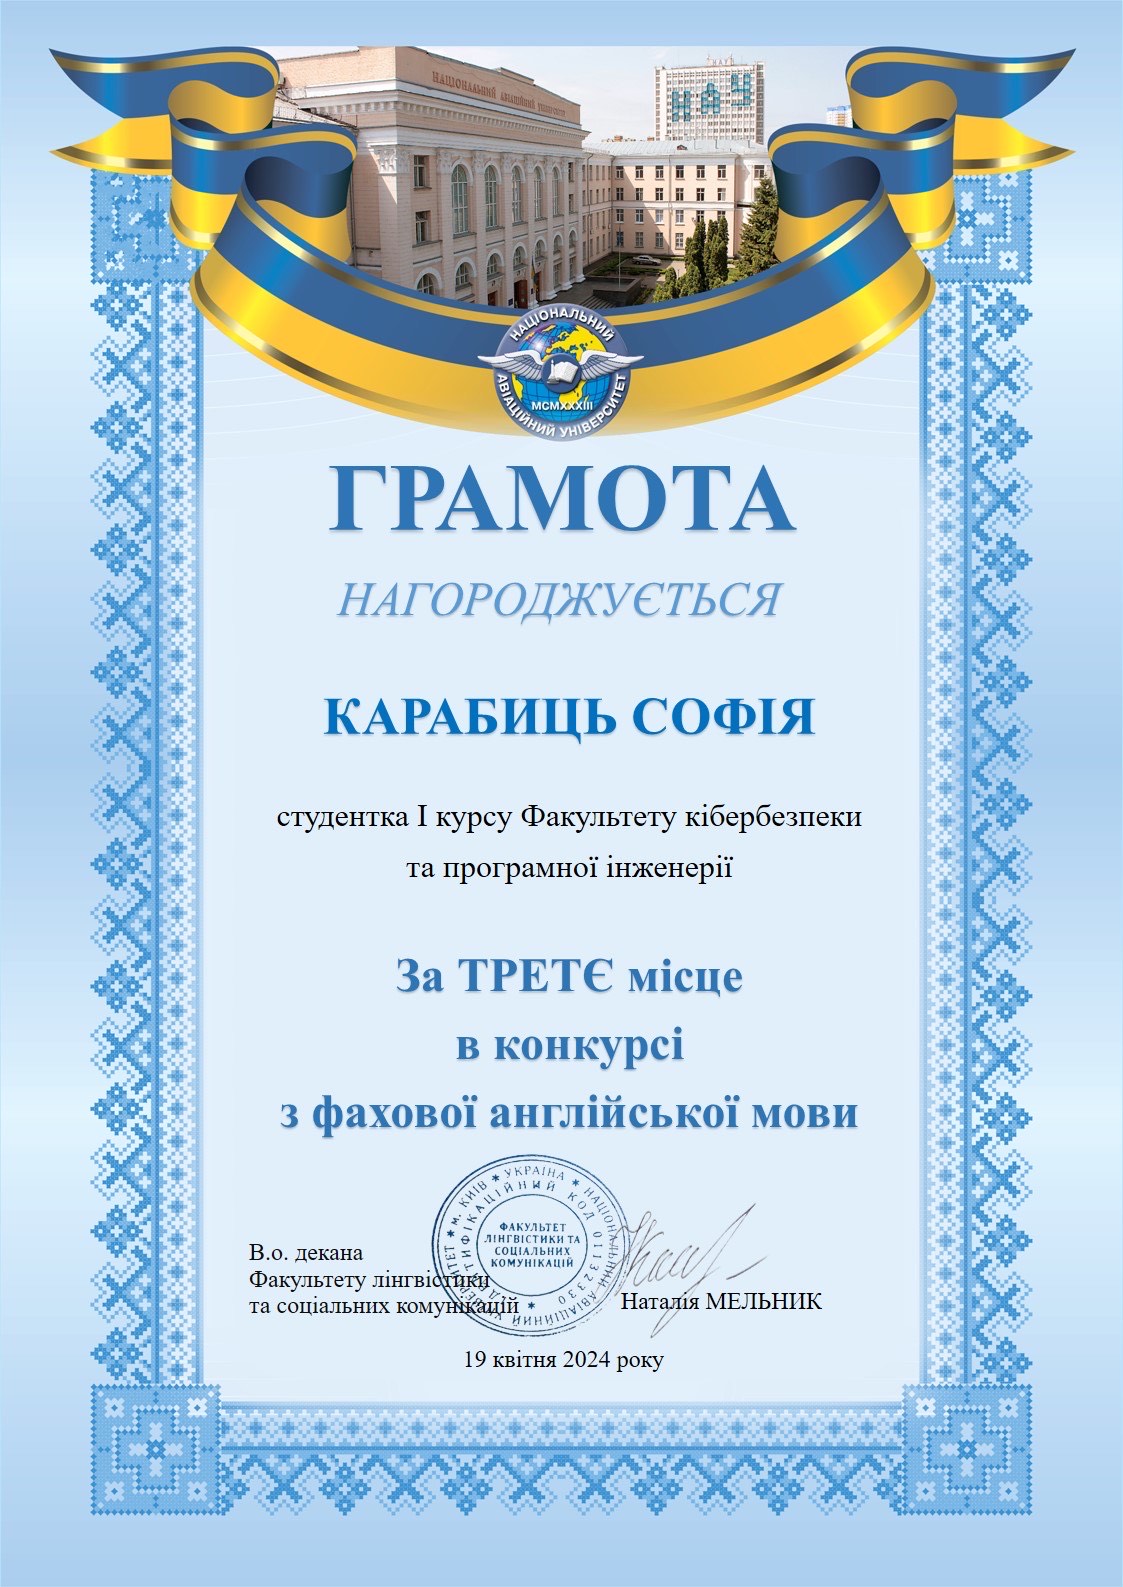 НАЦІОНАЛЬНИЙ АВІАЦІЙНИЙ УНІВЕРСИТЕТ
НАУ
НАЦІОНАЛЬНИЙ
АВІАЦІЙНИЙ УНІВЕРСИТЕТ
MCMXXXIII
ГРАМОТА
НАГОРОДЖУЄТЬСЯ
КАРАБИЦЬ СОФІЯ
студентка І курсу Факультету кібербезпеки
та програмної інженерії
За ТРЕТЄ місце
в конкурсі
з фахової англійської мови
УКРАЇНА * НАЦІОНАЛЬНИЙ АВІАЦІЙНИЙ УНІВЕРСИТЕТ * м. КИЇВ *
ІДЕНТИФІКАЦІЙНИЙ КОД 01132330 *
ФАКУЛЬТЕТ
ЛІНГВІСТИКИ ТА
СОЦІАЛЬНИХ
КОМУНІКАЦІЙ
В.о. декана
Факультету лінгвістики
та соціальних комунікацій
Наталія МЕЛЬНИК
19 квітня 2024 року